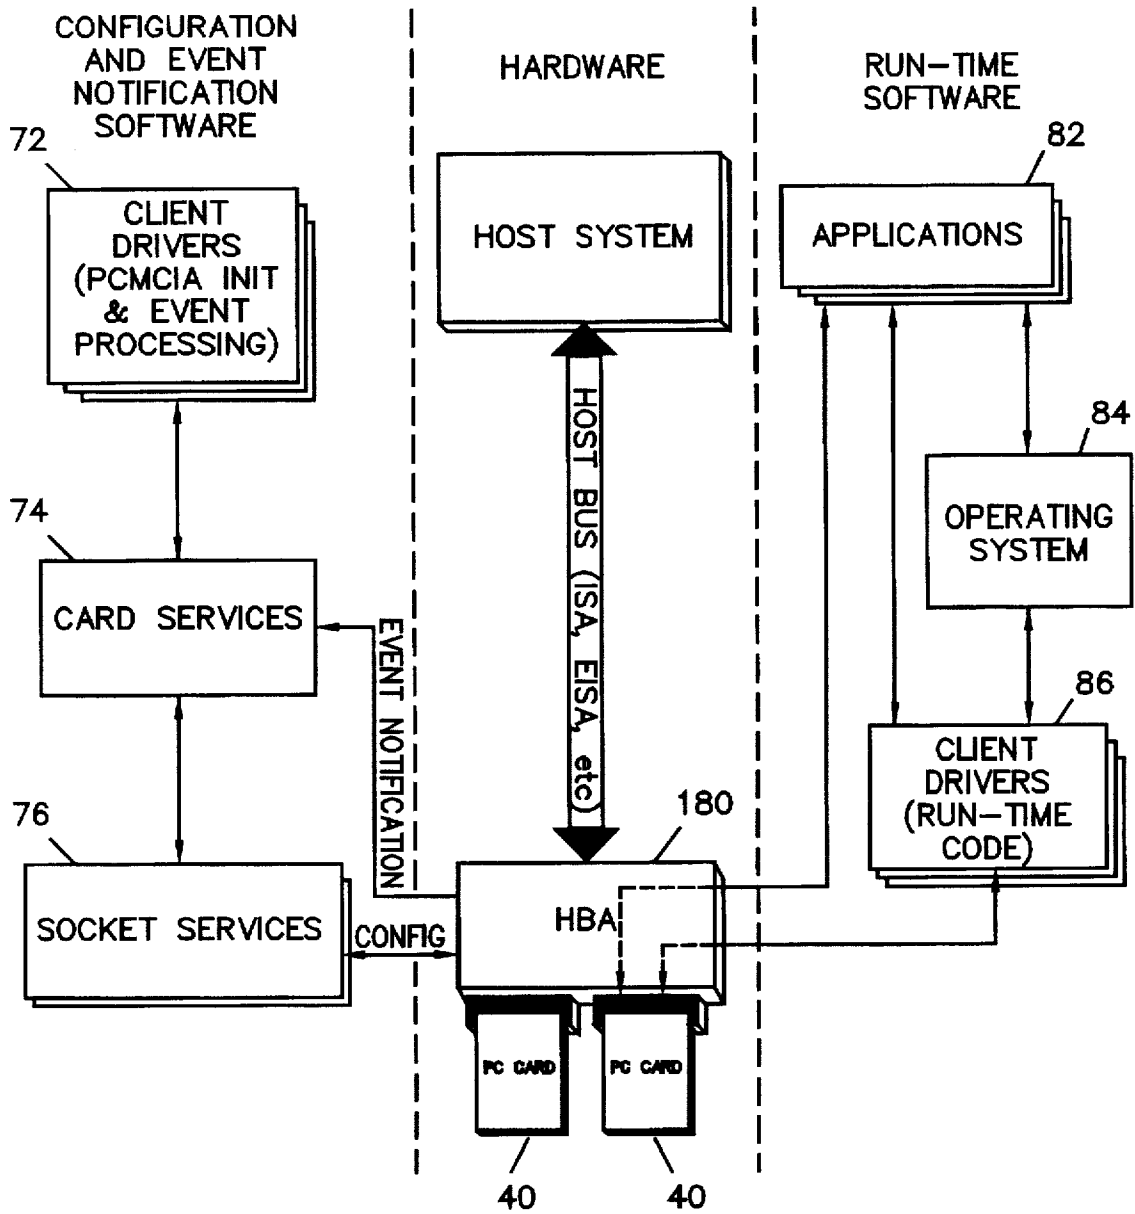 CONFIGURATION
AND EVENT
NOTIFICATION
SOFTWARE
HARDWARE
RUN-TIME
SOFTWARE
72
CLIENT
DRIVERS
(PCMCIA INIT
& EVENT
PROCESSING)
HOST SYSTEM
82
APPLICATIONS
HOST BUS (ISA, EISA, etc)
84
OPERATING
SYSTEM
74
CARD SERVICES
EVENT NOTIFICATION
86
CLIENT
DRIVERS
(RUN-TIME
CODE)
76
SOCKET SERVICES
CONFIG
180
HBA
PC CARD
PC CARD
40
40